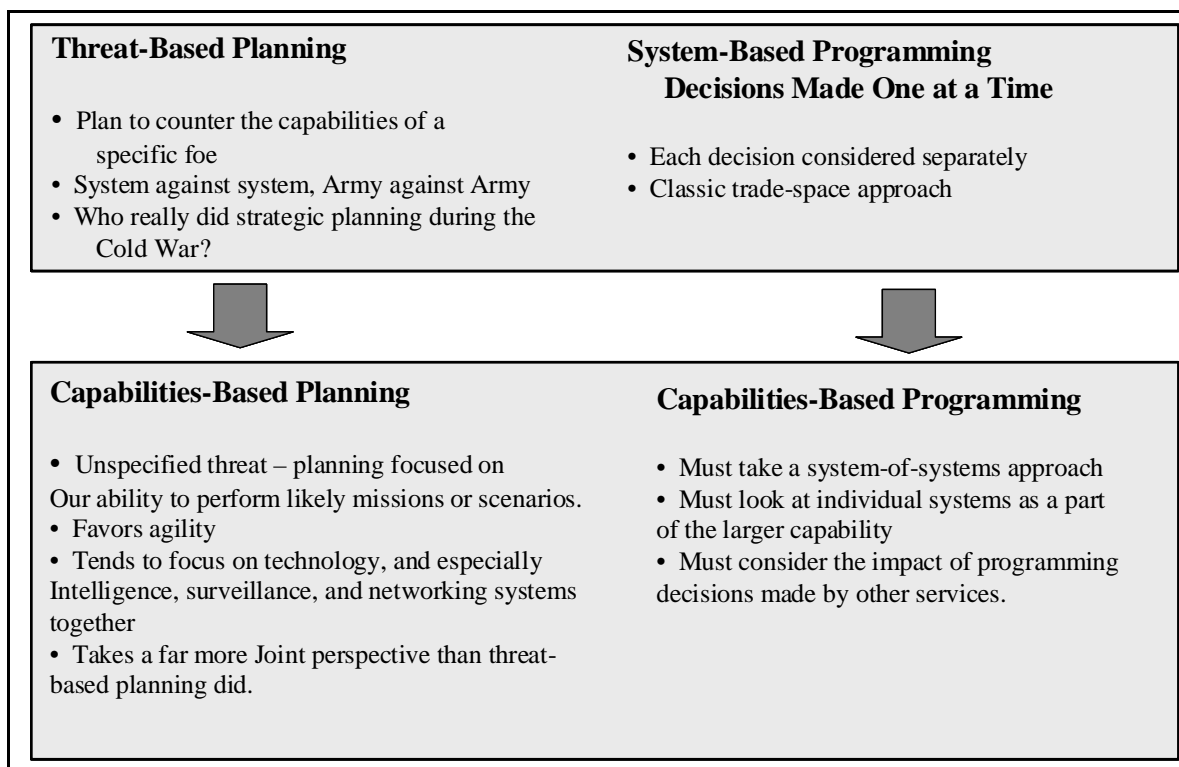 Threat-Based Planning
• Plan to counter the capabilities of a
specific foe
• System against system, Army against Army
• Who really did strategic planning during the
Cold War?
System-Based Programming
Decisions Made One at a Time
• Each decision considered separately
• Classic trade-space approach
Capabilities-Based Planning
• Unspecified threat – planning focused on
Our ability to perform likely missions or scenarios.
• Favors agility
• Tends to focus on technology, and especially
Intelligence, surveillance, and networking systems
together
• Takes a far more Joint perspective than threat-
based planning did.
Capabilities-Based Programming
• Must take a system-of-systems approach
• Must look at individual systems as a part
of the larger capability
• Must consider the impact of programming
decisions made by other services.